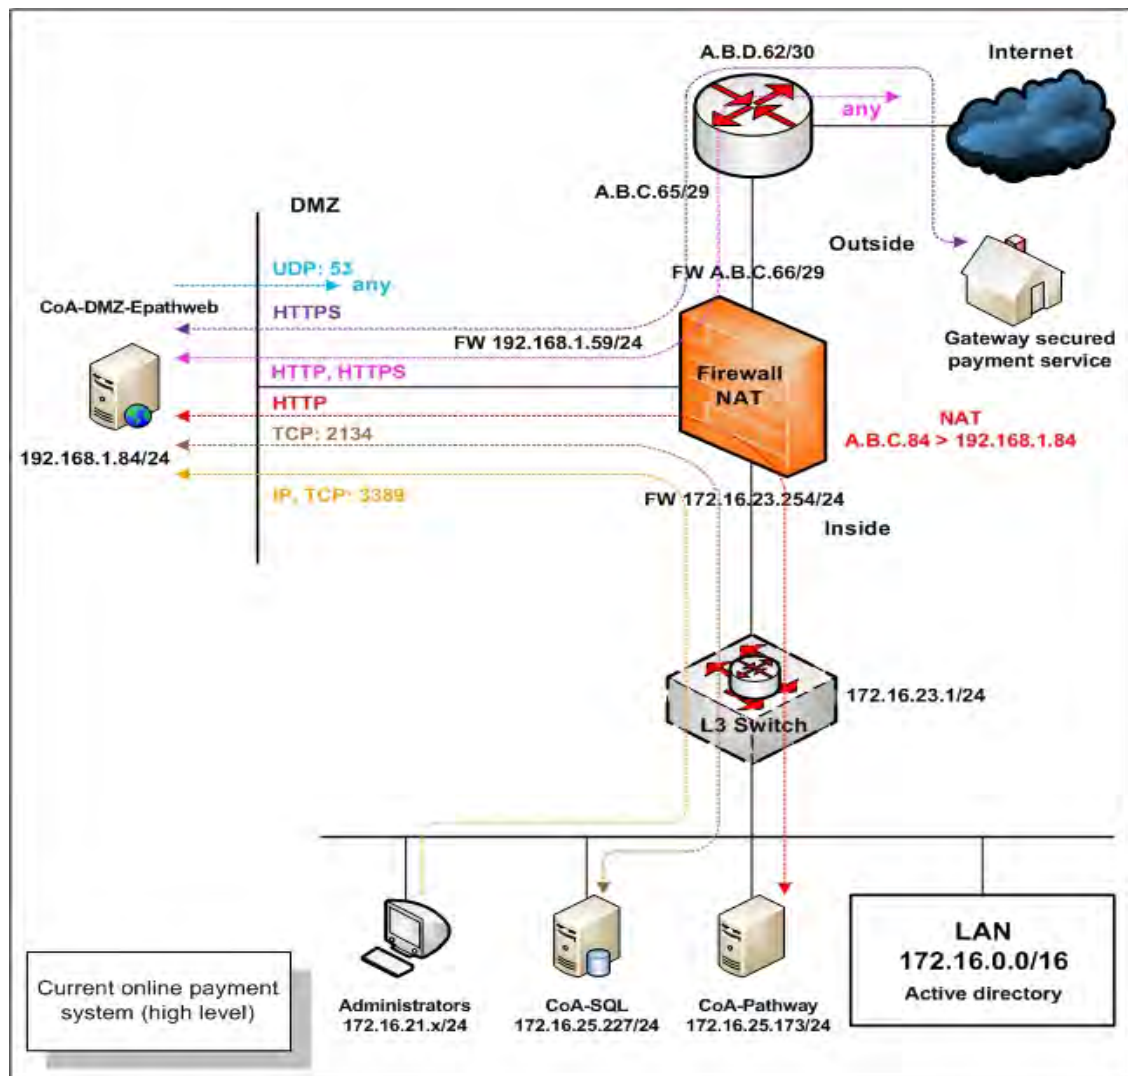 A.B.D.62/30
Internet
any
A.B.C.65/29
DMZ
Outside
UDP: 53
any
FW A.B.C.66/29
CoA-DMZ-Epathweb
HTTPS
FW 192.168.1.59/24
Gateway secured
payment service
HTTP, HTTPS
Firewall
NAT
HTTP
NAT
A.B.C.84 > 192.168.1.84
TCP: 2134
192.168.1.84/24
IP, TCP: 3389
FW 172.16.23.254/24
Inside
172.16.23.1/24
L3 Switch
LAN
172.16.0.0/16
Active directory
Current online payment
system (high level)
Administrators
172.16.21.x/24
CoA-SQL
172.16.25.227/24
CoA-Pathway
172.16.25.173/24